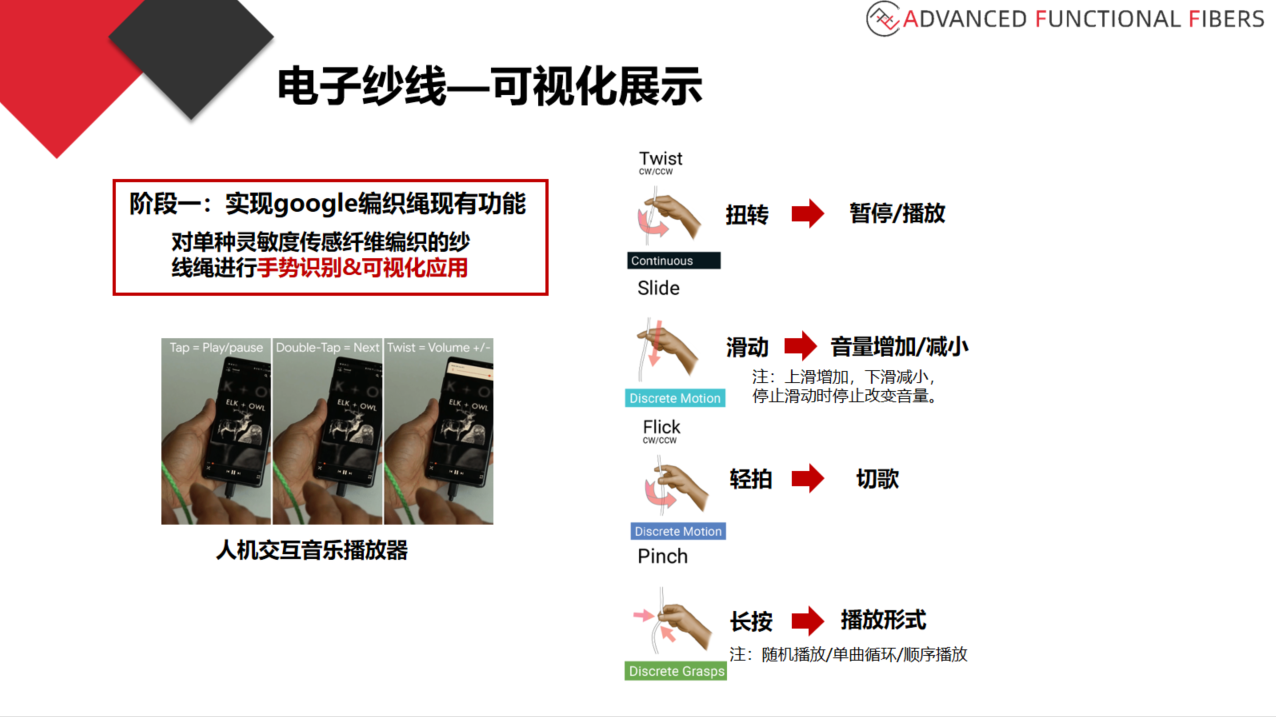 ADVANCED FUNCTIONAL FIBERS
电子纱线—可视化展示
阶段一：实现google编织绳现有功能
对单种灵敏度传感纤维编织的纱
线绳进行手势识别&可视化应用
Tap = Play/pause
Double-Tap = Next
Twist = Volume +/-
ELK + OWL
ELK + OWL
ELK + OWL
人机交互音乐播放器
Twist
CW/CCW
扭转
暂停/播放
Continuous
Slide
滑动
音量增加/减小
注：上滑增加，下滑减小，
停止滑动时停止改变音量。
Discrete Motion
Flick
CW/CCW
轻拍
切歌
Discrete Motion
Pinch
长按
播放形式
注：随机播放/单曲循环/顺序播放
Discrete Grasps